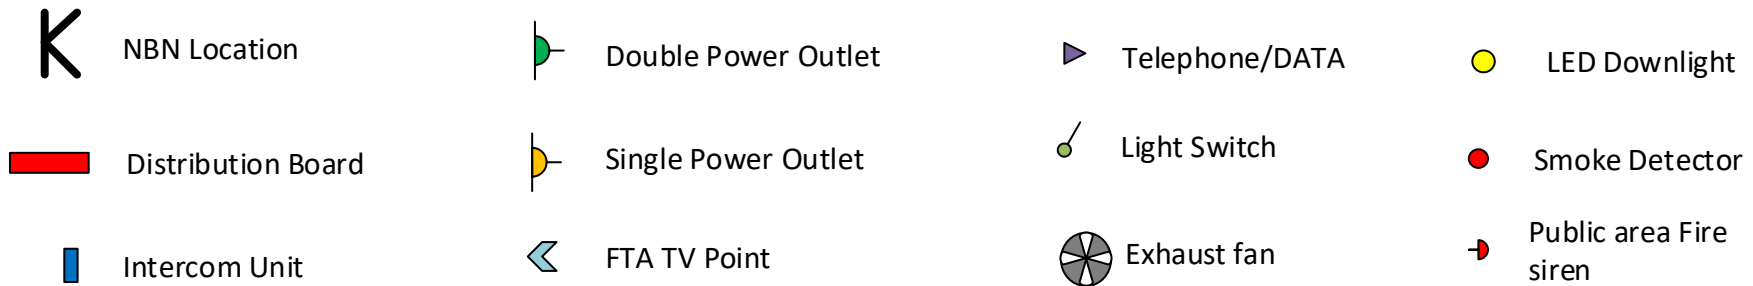 NBN Location
Double Power Outlet
Telephone/DATA
LED Downlight
Distribution Board
Single Power Outlet
Light Switch
Smoke Detector
Intercom Unit
FTA TV Point
Exhaust fan
Public area Fire
siren